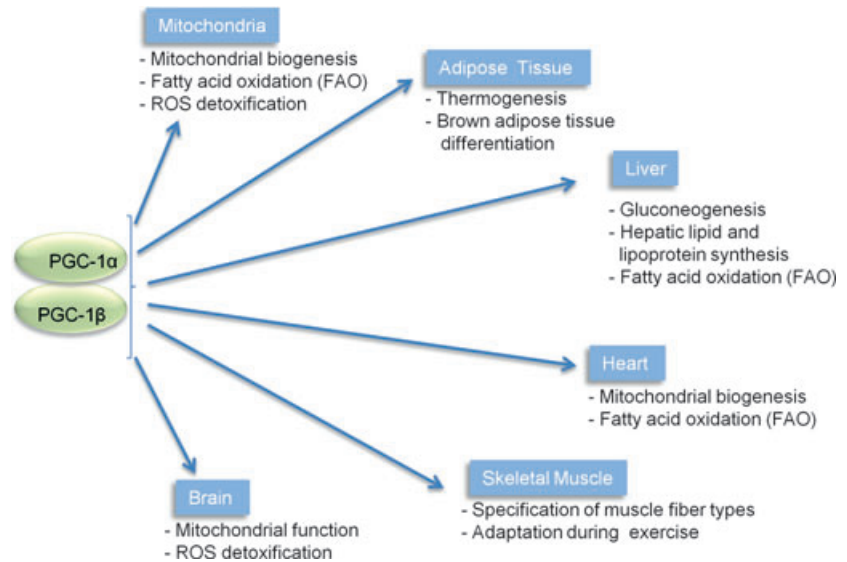 Mitochondria
- Mitochondrial biogenesis
- Fatty acid oxidation (FAO)
- ROS detoxification
Adipose Tissue
- Thermogenesis
- Brown adipose tissue
differentiation
Liver
- Gluconeogenesis
- Hepatic lipid and
lipoprotein synthesis
- Fatty acid oxidation (FAO)
PGC-1α
PGC-1β
Heart
- Mitochondrial biogenesis
- Fatty acid oxidation (FAO)
Skeletal Muscle
- Specification of muscle fiber types
- Adaptation during exercise
Brain
- Mitochondrial function
- ROS detoxification